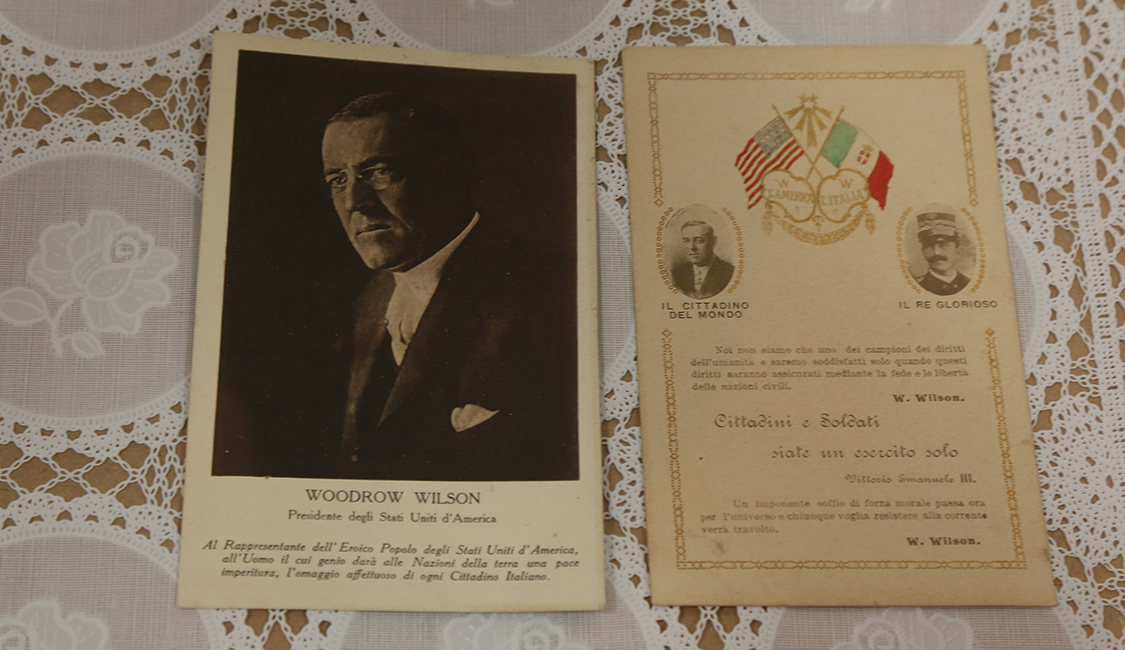 WOODROW WILSON
Presidente degli Stati Uniti d'America
Al Rappresentante dell'Eroico Popolo degli Stati Uniti d'America,
all'Uomo il cui genio darà alle Nazioni della terra una pace
imperitura, l'omaggio affettuoso di ogni Cittadino Italiano.
W W
L'AMERICA L'ITALIA
IL CITTADINO
DEL MONDO
IL RE GLORIOSO
Noi non siamo che uno dei campioni dei diritti
dell'umanità e saremo soddisfatti solo quando questi
diritti saranno assicurati mediante la fede e le libertà
delle nazioni civili.
W. Wilson.
Cittadini e Soldati
siate un esercito solo
Vittorio Emanuele III.
Un imponente soffio di forza morale passa ora
per l'universo e chiunque voglia resistere alla corrente
verrà travolto.
W. Wilson.